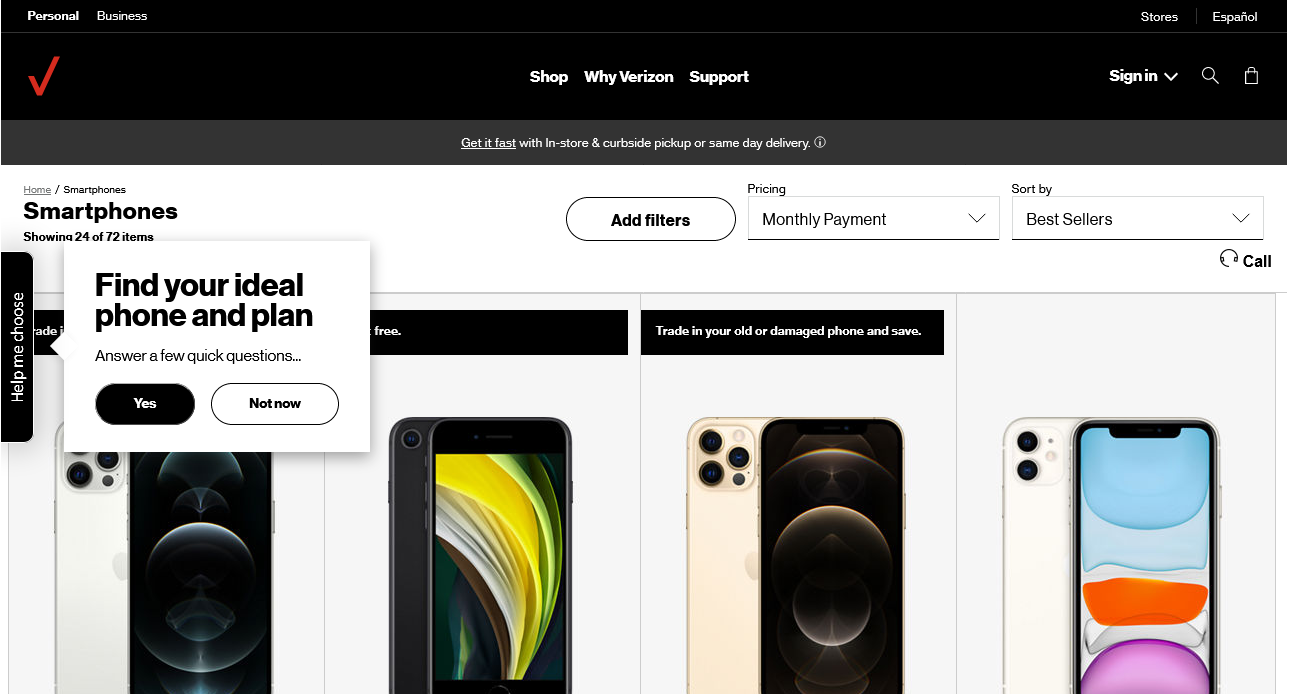 Personal Business
Stores Español
Shop Why Verizon Support
Sign in
Get it fast with In-store & curbside pickup or same day delivery.
Home / Smartphones
Smartphones
Showing 24 of 72 items
Add filters
Pricing
Monthly Payment
Sort by
Best Sellers
Call
Help me choose
Find your ideal
phone and plan
Answer a few quick questions...
Yes
Not now
free.
Trade in your old or damaged phone and save.